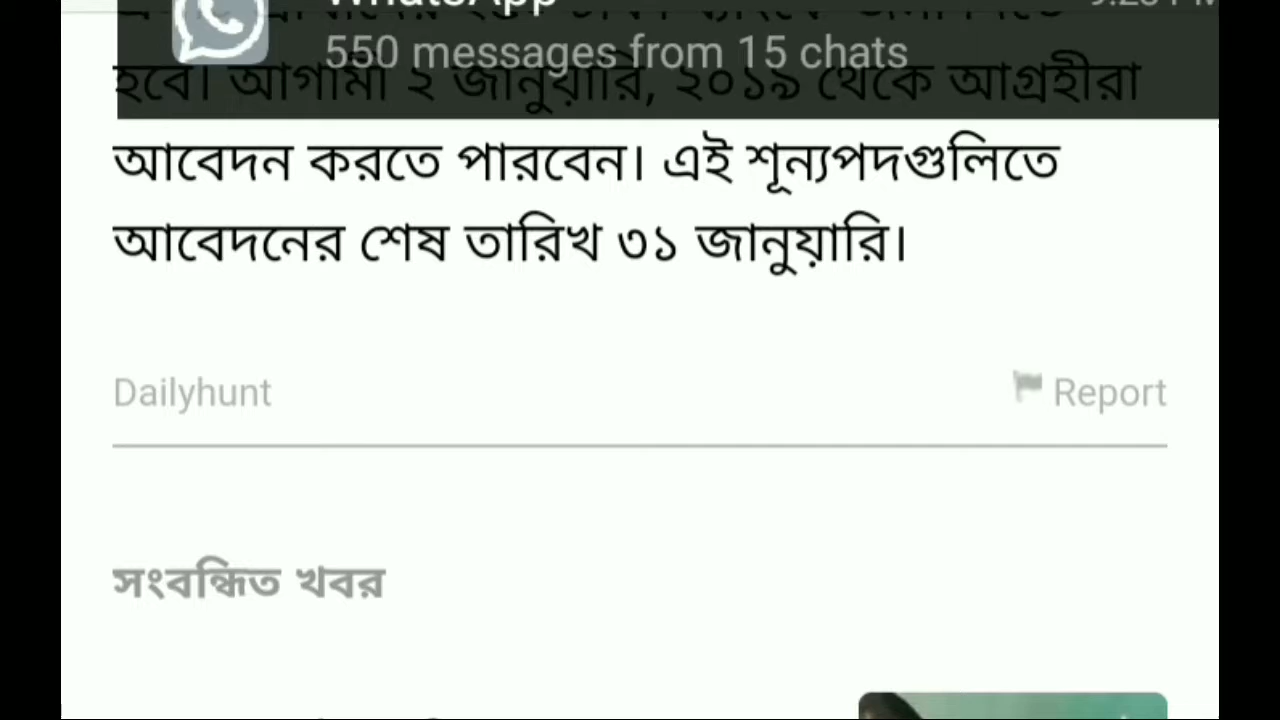 WhatsApp
550 messages from 15 chats
হবে। আগামী ২ জানুয়ারি, ২০১৯ থেকে আগ্রহীরা
আবেদন করতে পারবেন। এই শূন্যপদগুলিতে
আবেদনের শেষ তারিখ ৩১ জানুয়ারি।
Dailyhunt
Report
সংবন্ধিত খবর